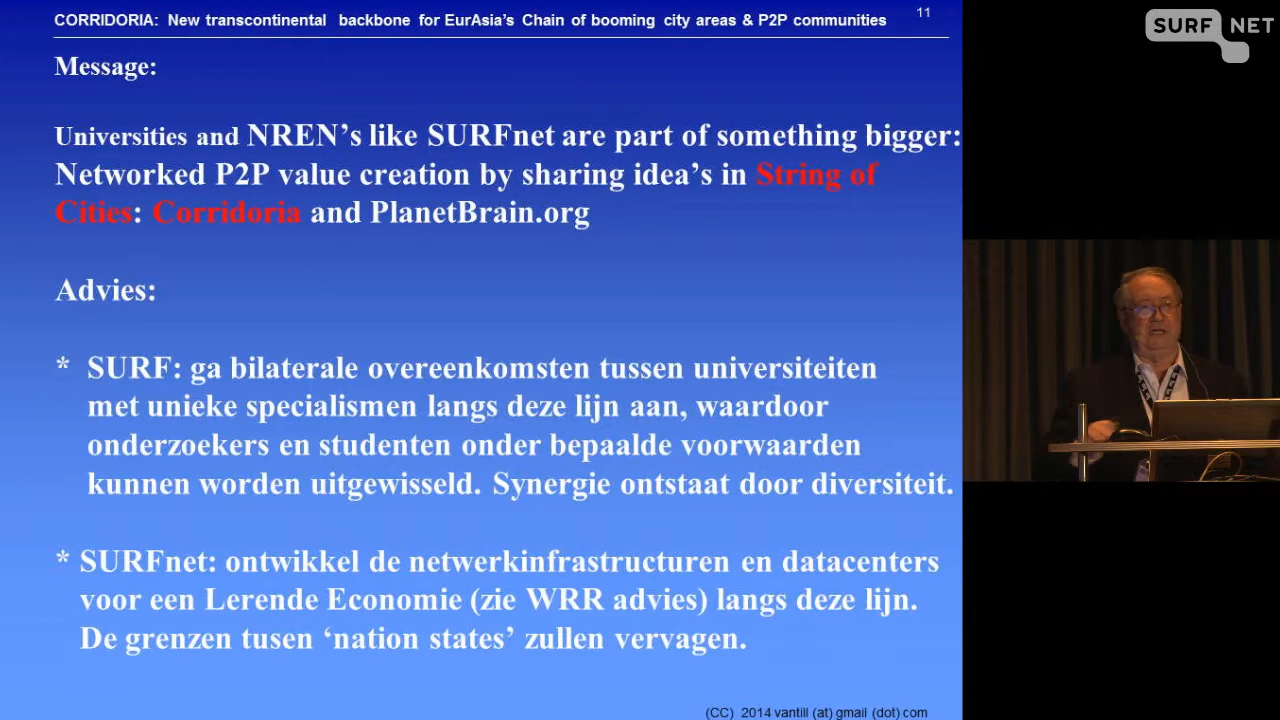 CORRIDORIA: New transcontinental backbone for EurAsia's Chain of booming city areas & P2P communities
11
SURF NET
Message:
Universities and NREN's like SURFnet are part of something bigger:
Networked P2P value creation by sharing idea's in String of
Cities: Corridoria and PlanetBrain.org
Advies:
* SURF: ga bilaterale overeenkomsten tussen universiteiten
met unieke specialismen langs deze lijn aan, waardoor
onderzoekers en studenten onder bepaalde voorwaarden
kunnen worden uitgewisseld. Synergie ontstaat door diversiteit.
* SURFnet: ontwikkel de netwerkinfrastructuren en datacenters
voor een Lerende Economie (zie WRR advies) langs deze lijn.
De grenzen tusen ‘nation states’ zullen vervagen.
(CC) 2014 vantill (at) gmail (dot) com